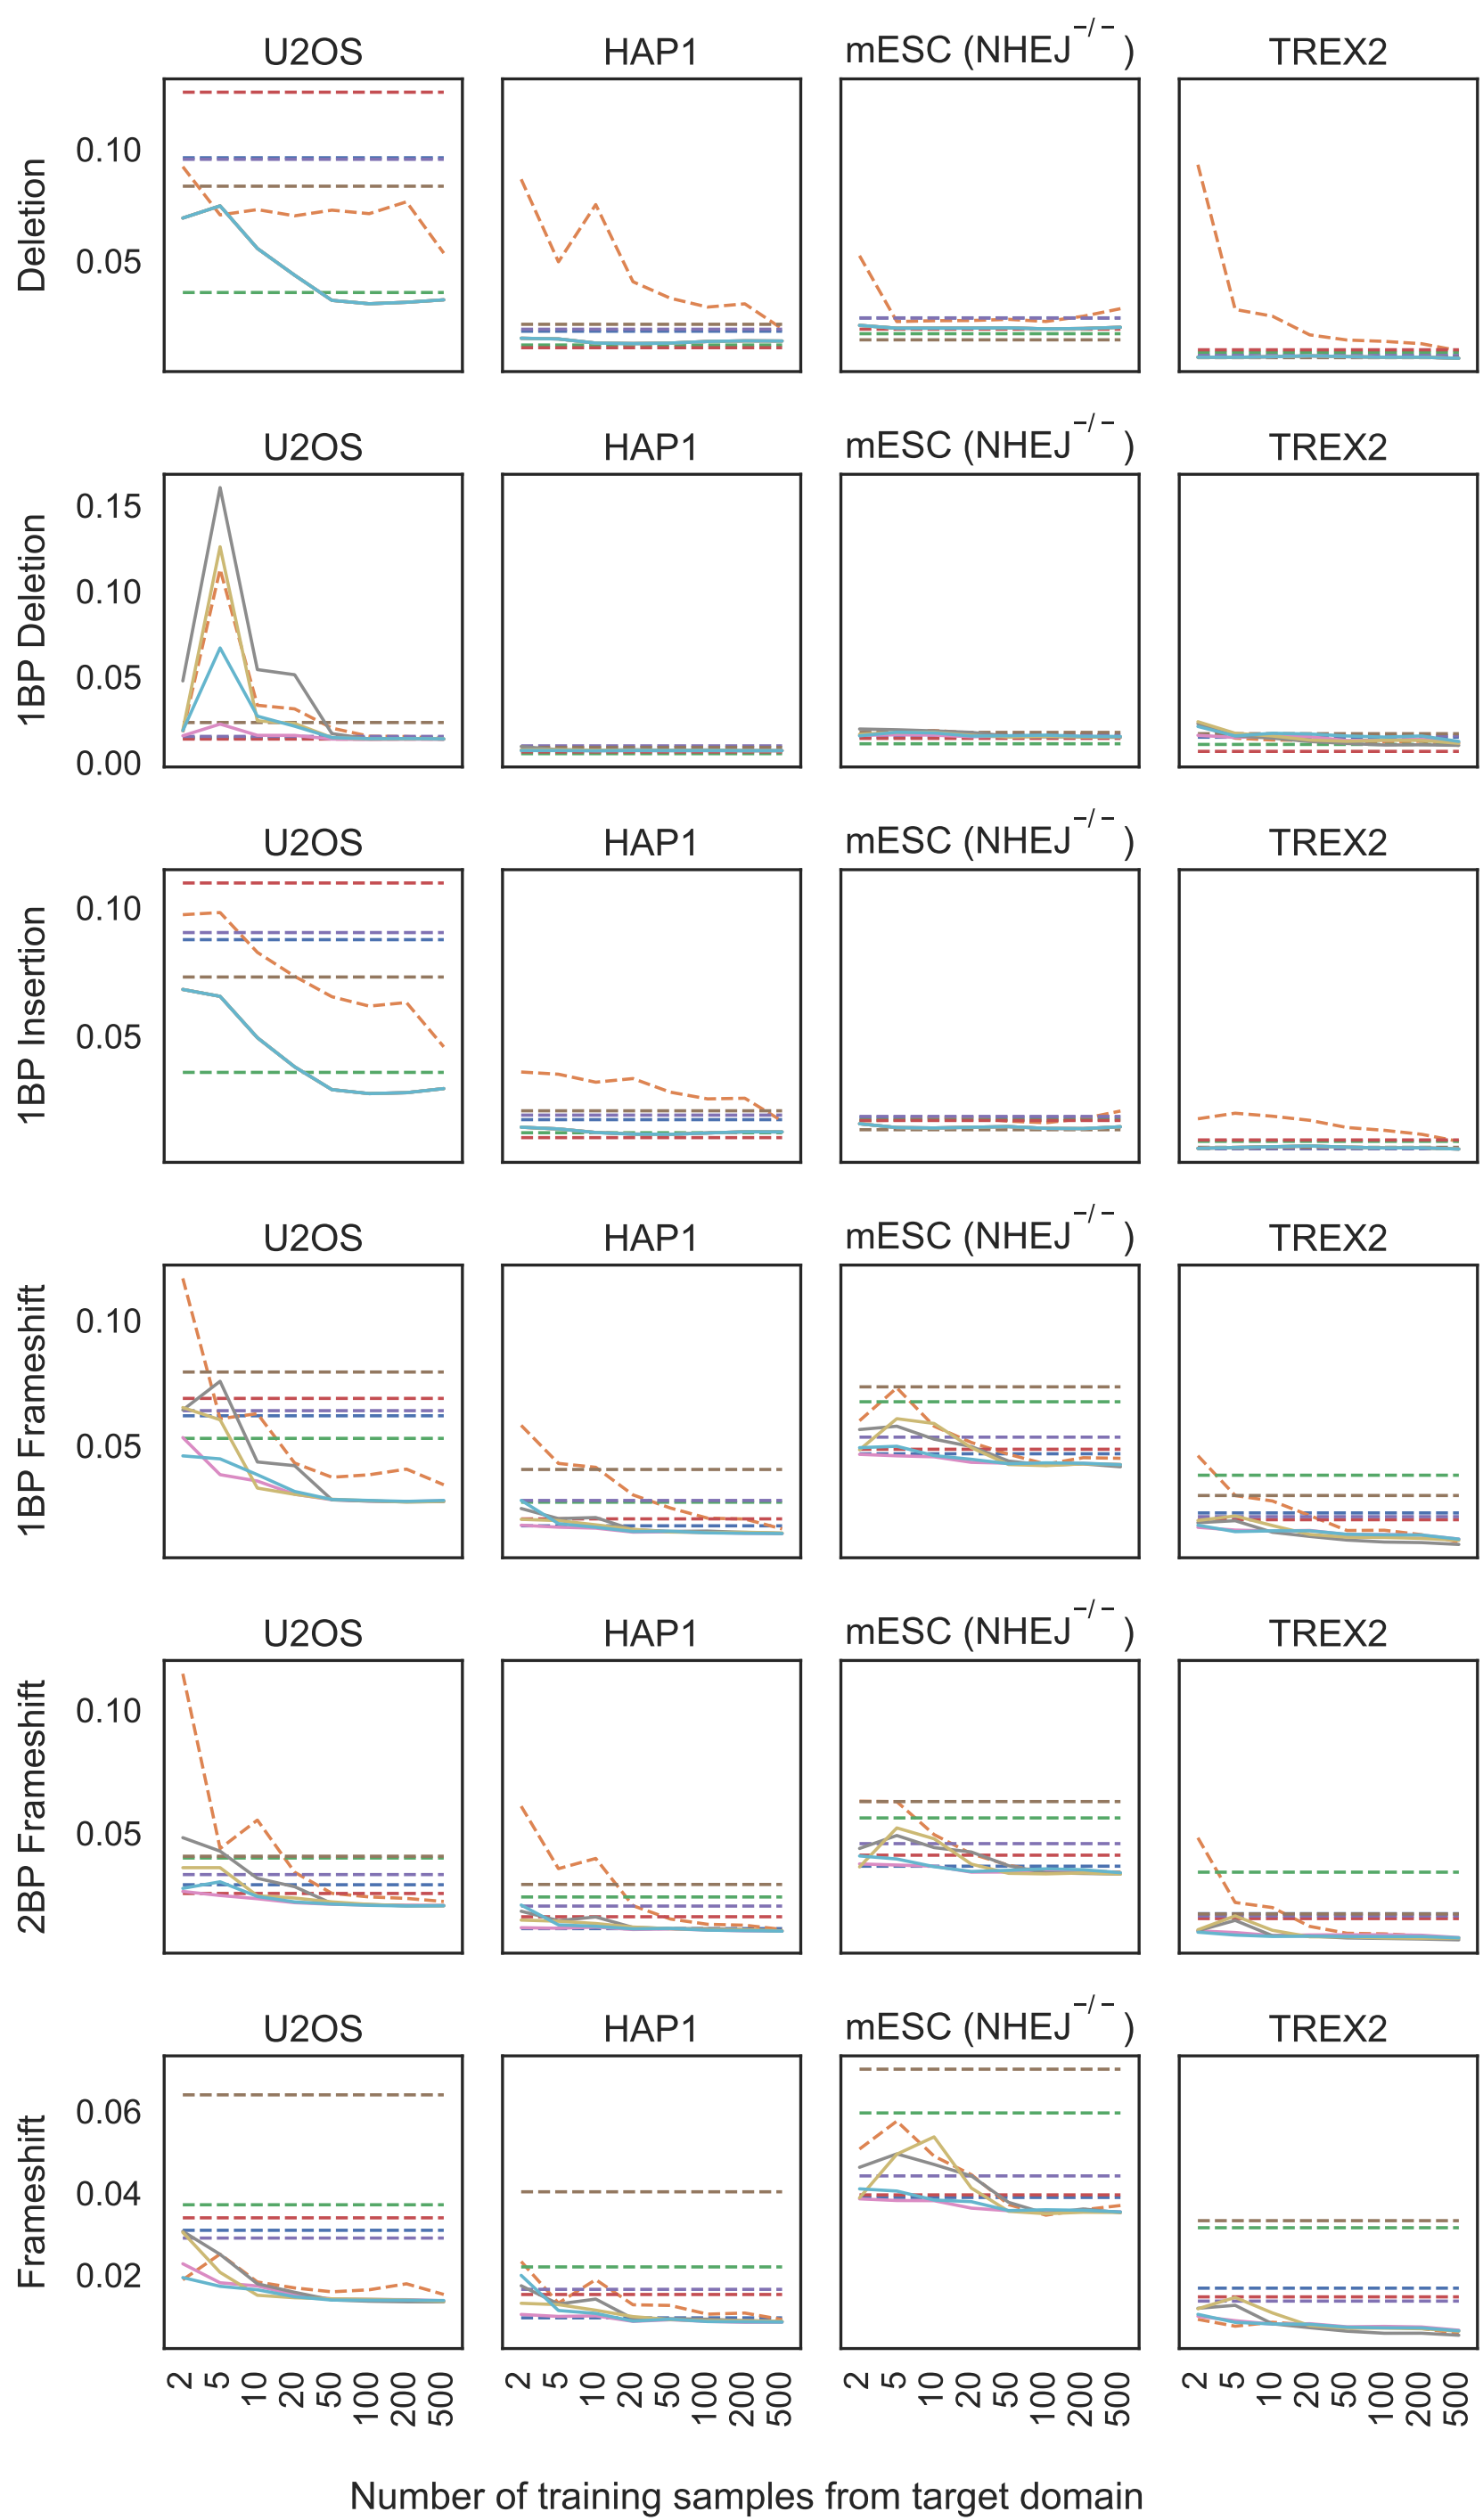 U2OS HAP1 mESC (NHEJ−/−) TREX2
Deletion
0.10
0.05
U2OS HAP1 mESC (NHEJ−/−) TREX2
1BP Deletion
0.15
0.10
0.05
0.00
U2OS HAP1 mESC (NHEJ−/−) TREX2
1BP Insertion
0.10
0.05
U2OS HAP1 mESC (NHEJ−/−) TREX2
1BP Frameshift
0.10
0.05
U2OS HAP1 mESC (NHEJ−/−) TREX2
2BP Frameshift
0.10
0.05
U2OS HAP1 mESC (NHEJ−/−) TREX2
Frameshift
0.06
0.04
0.02
2 5 10 20 50 100 200 500 2 5 10 20 50 100 200 500 2 5 10 20 50 100 200 500 2 5 10 20 50 100 200 500
Number of training samples from target domain